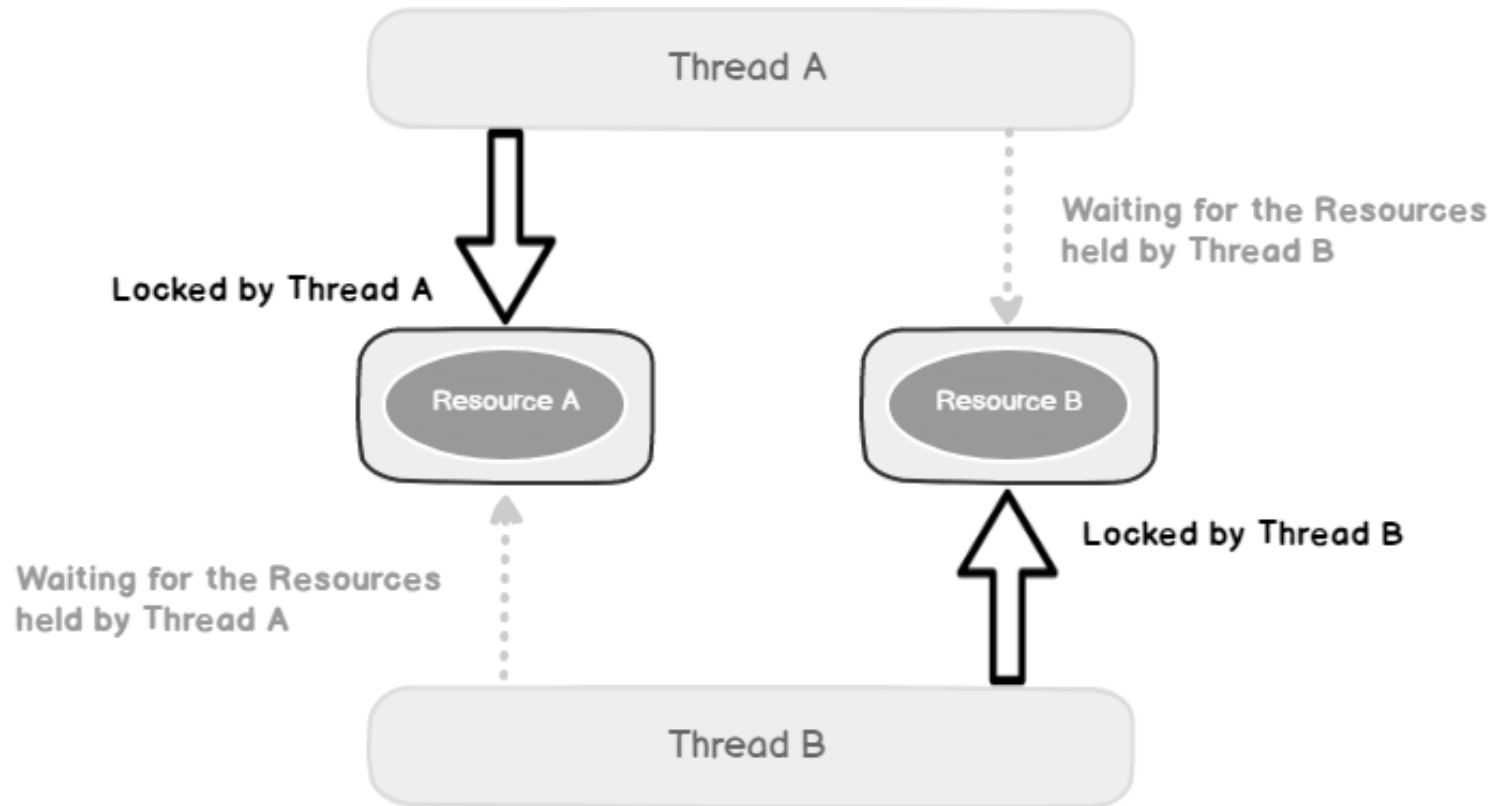 Thread A
Waiting for the Resources
held by Thread B
Locked by Thread A
Resource A
Resource B
Locked by Thread B
Waiting for the Resources
held by Thread A
Thread B